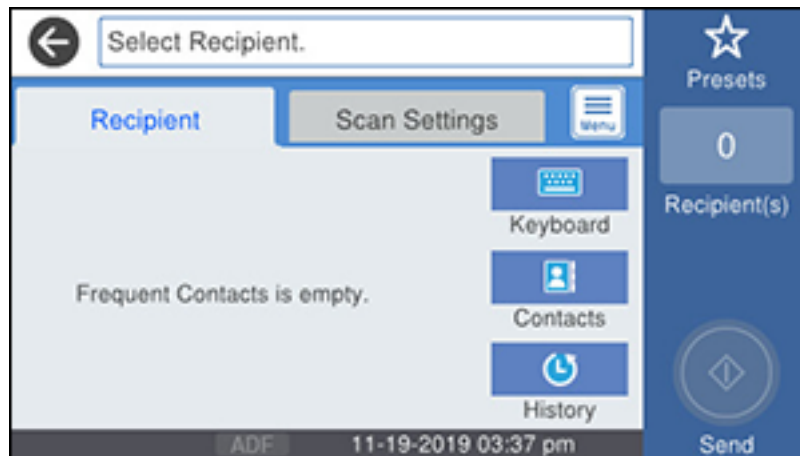 Select Recipient.
Presets
Recipient
Scan Settings
Menu
0
Recipient(s)
Keyboard
Frequent Contacts is empty.
Contacts
History
ADF
11-19-2019 03:37 pm
Send